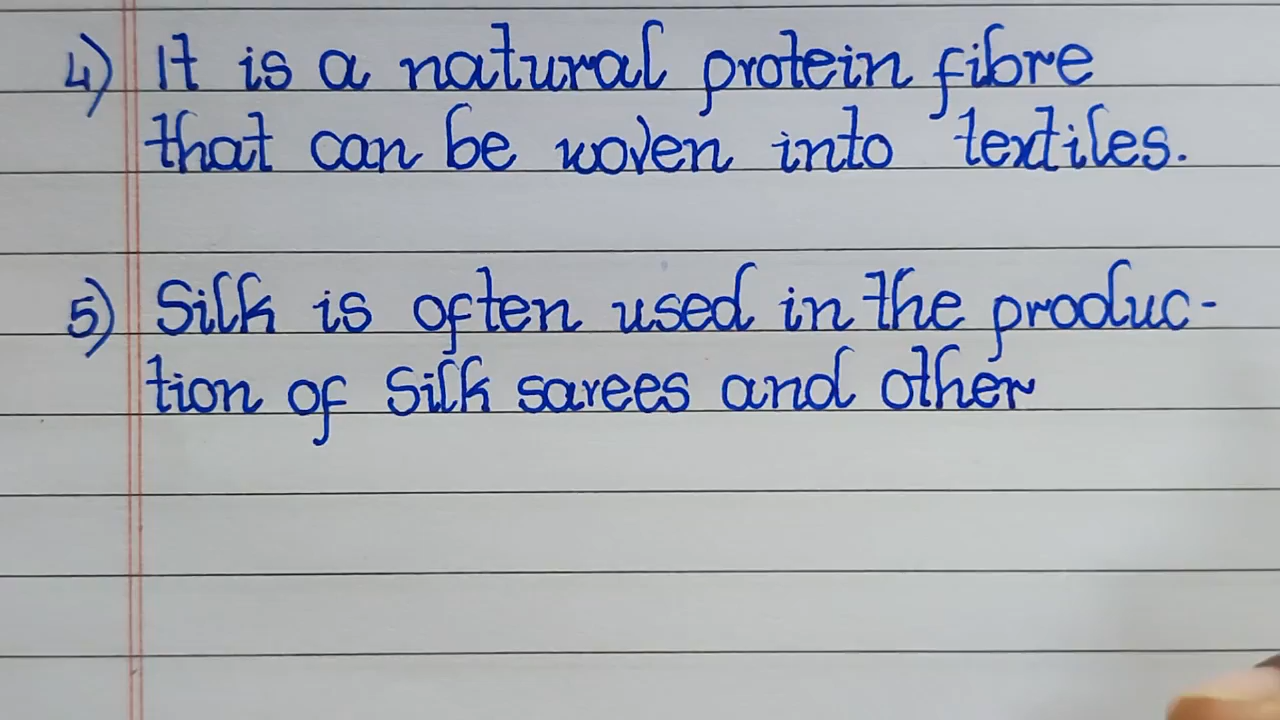 4) It is a natural protein fibre
that can be woven into textiles.
5) Silk is often used in the produc-
tion of silk sarees and other